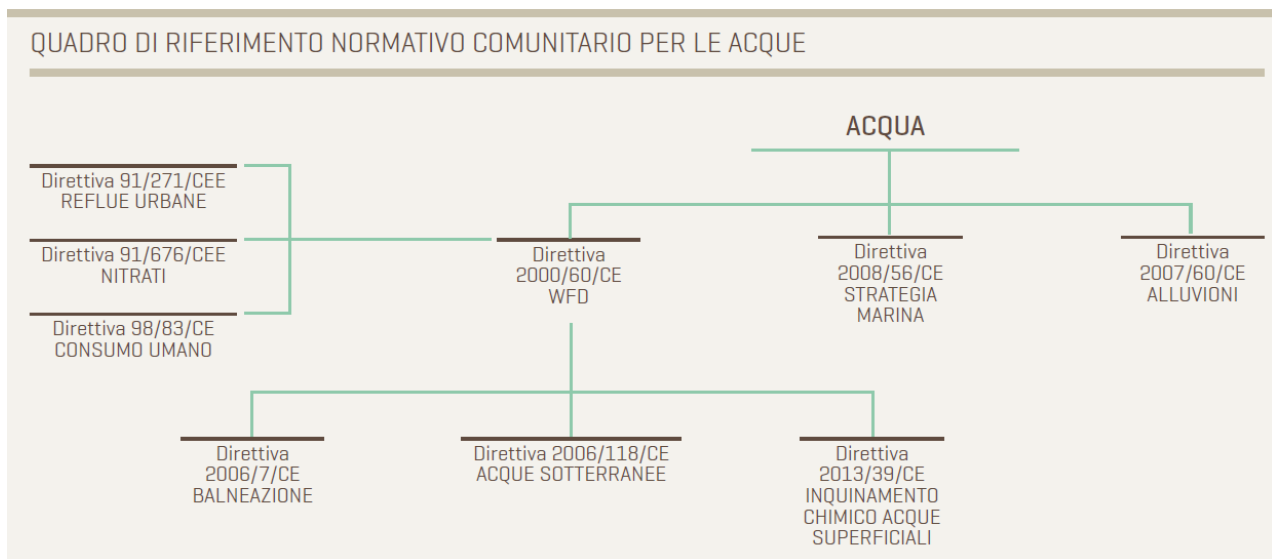 QUADRO DI RIFERIMENTO NORMATIVO COMUNITARIO PER LE ACQUE
ACQUA
Direttiva 91/271/CEE
REFLUE URBANE
Direttiva 91/676/CEE
NITRATI
Direttiva 98/83/CE
CONSUMO UMANO
Direttiva
2000/60/CE
WFD
Direttiva
2008/56/CE
STRATEGIA
MARINA
Direttiva
2007/60/CE
ALLUVIONI
Direttiva
2006/7/CE
BALNEAZIONE
Direttiva 2006/118/CE
ACQUE SOTTERRANEE
Direttiva
2013/39/CE
INQUINAMENTO
CHIMICO ACQUE
SUPERFICIALI